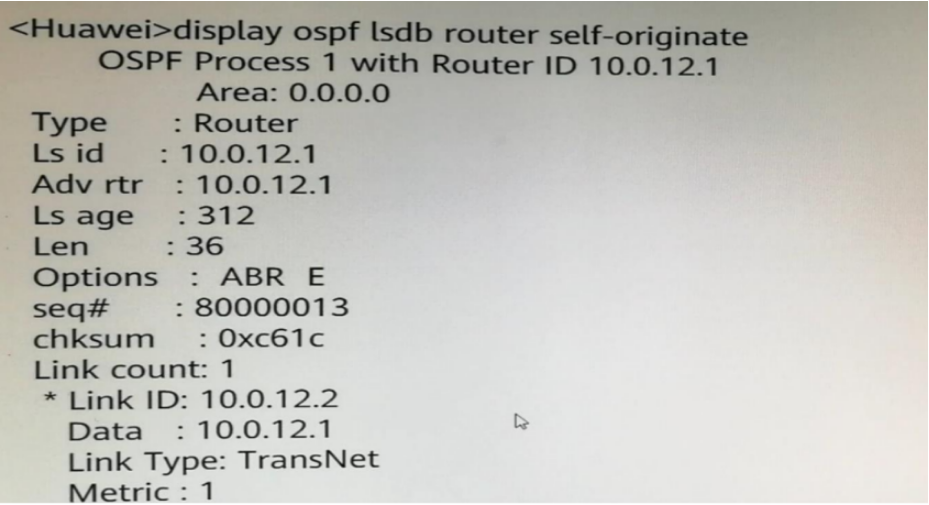 <Huawei>display ospf lsdb router self-originate
OSPF Process 1 with Router ID 10.0.12.1
Area: 0.0.0.0
Type : Router
Ls id : 10.0.12.1
Adv rtr : 10.0.12.1
Ls age : 312
Len : 36
Options : ABR E
seq# : 80000013
chksum : 0xc61c
Link count: 1
* Link ID: 10.0.12.2
Data : 10.0.12.1
Link Type: TransNet
Metric : 1